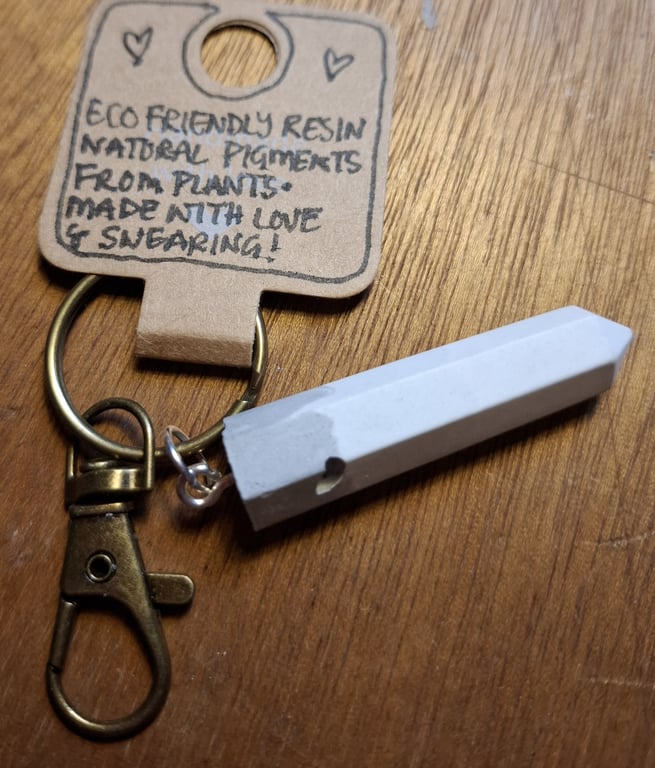 ECO FRIENDLY RESIN
NATURAL PIGMENTS
FROM PLANTS.
MADE WITH LOVE
& SWEARING!